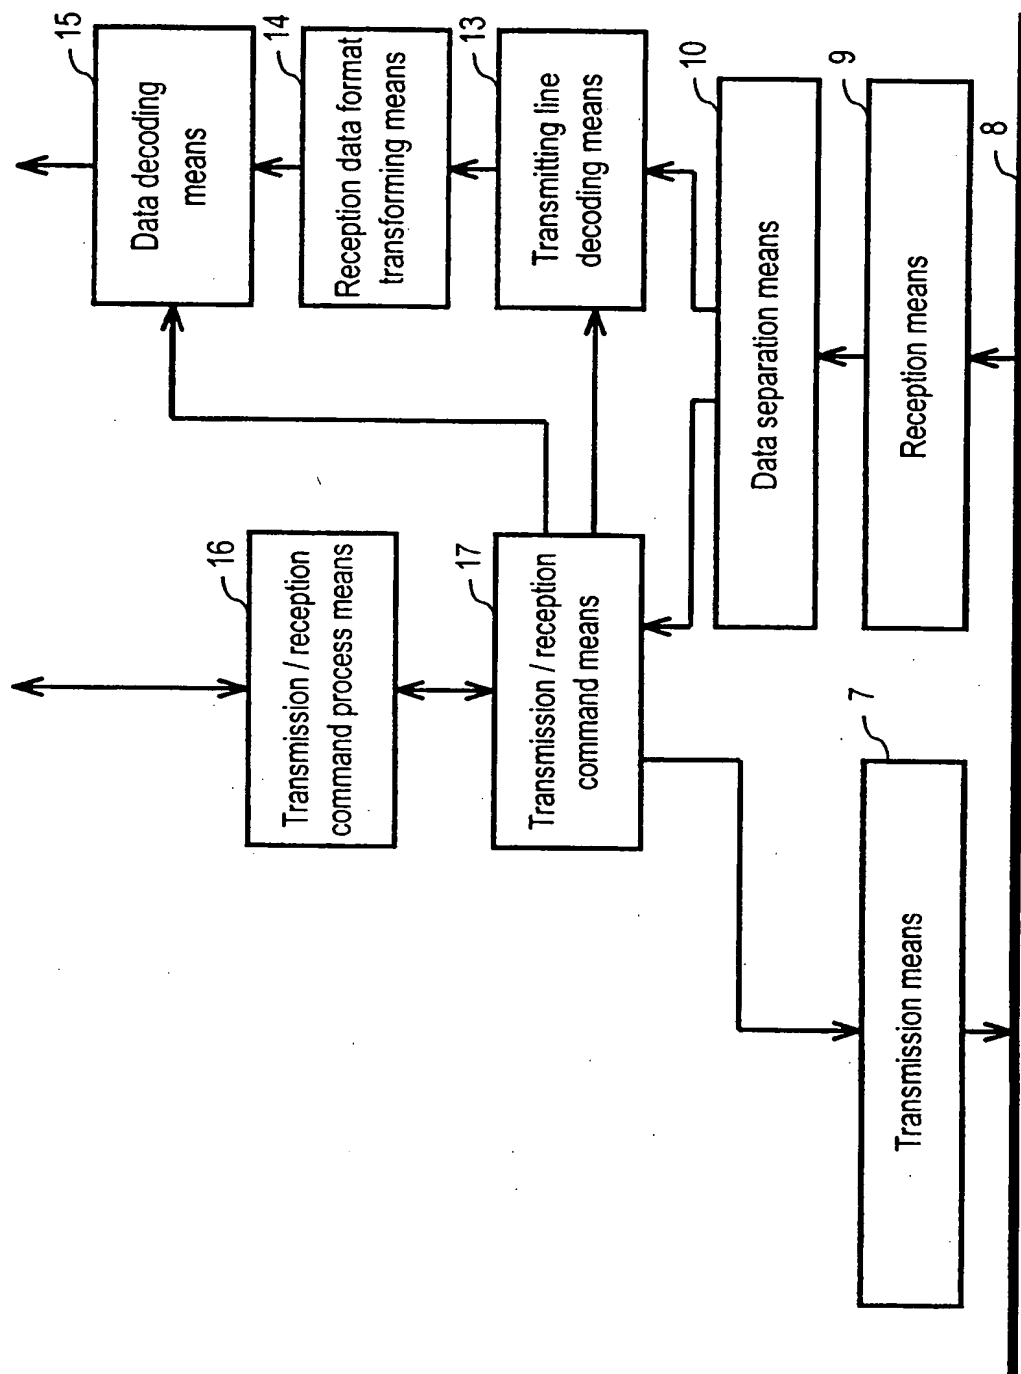 15
Data decoding
means
14
Reception data format
transforming means
13
Transmitting line
decoding means
10
Data separation means
9
Reception means
8
16
Transmission / reception
command process means
17
Transmission / reception
command means
7
Transmission means